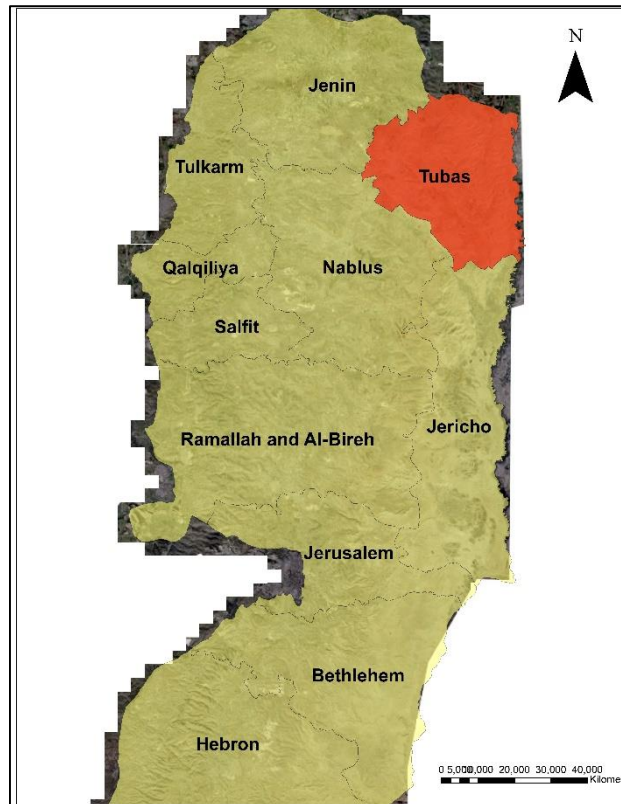 N
Jenin
Tubas
Tulkarm
Qalqiliya
Nablus
Salfit
Jericho
Ramallah and Al-Bireh
Jerusalem
Bethlehem
Hebron
20,000 30,000 40,000
Kilome